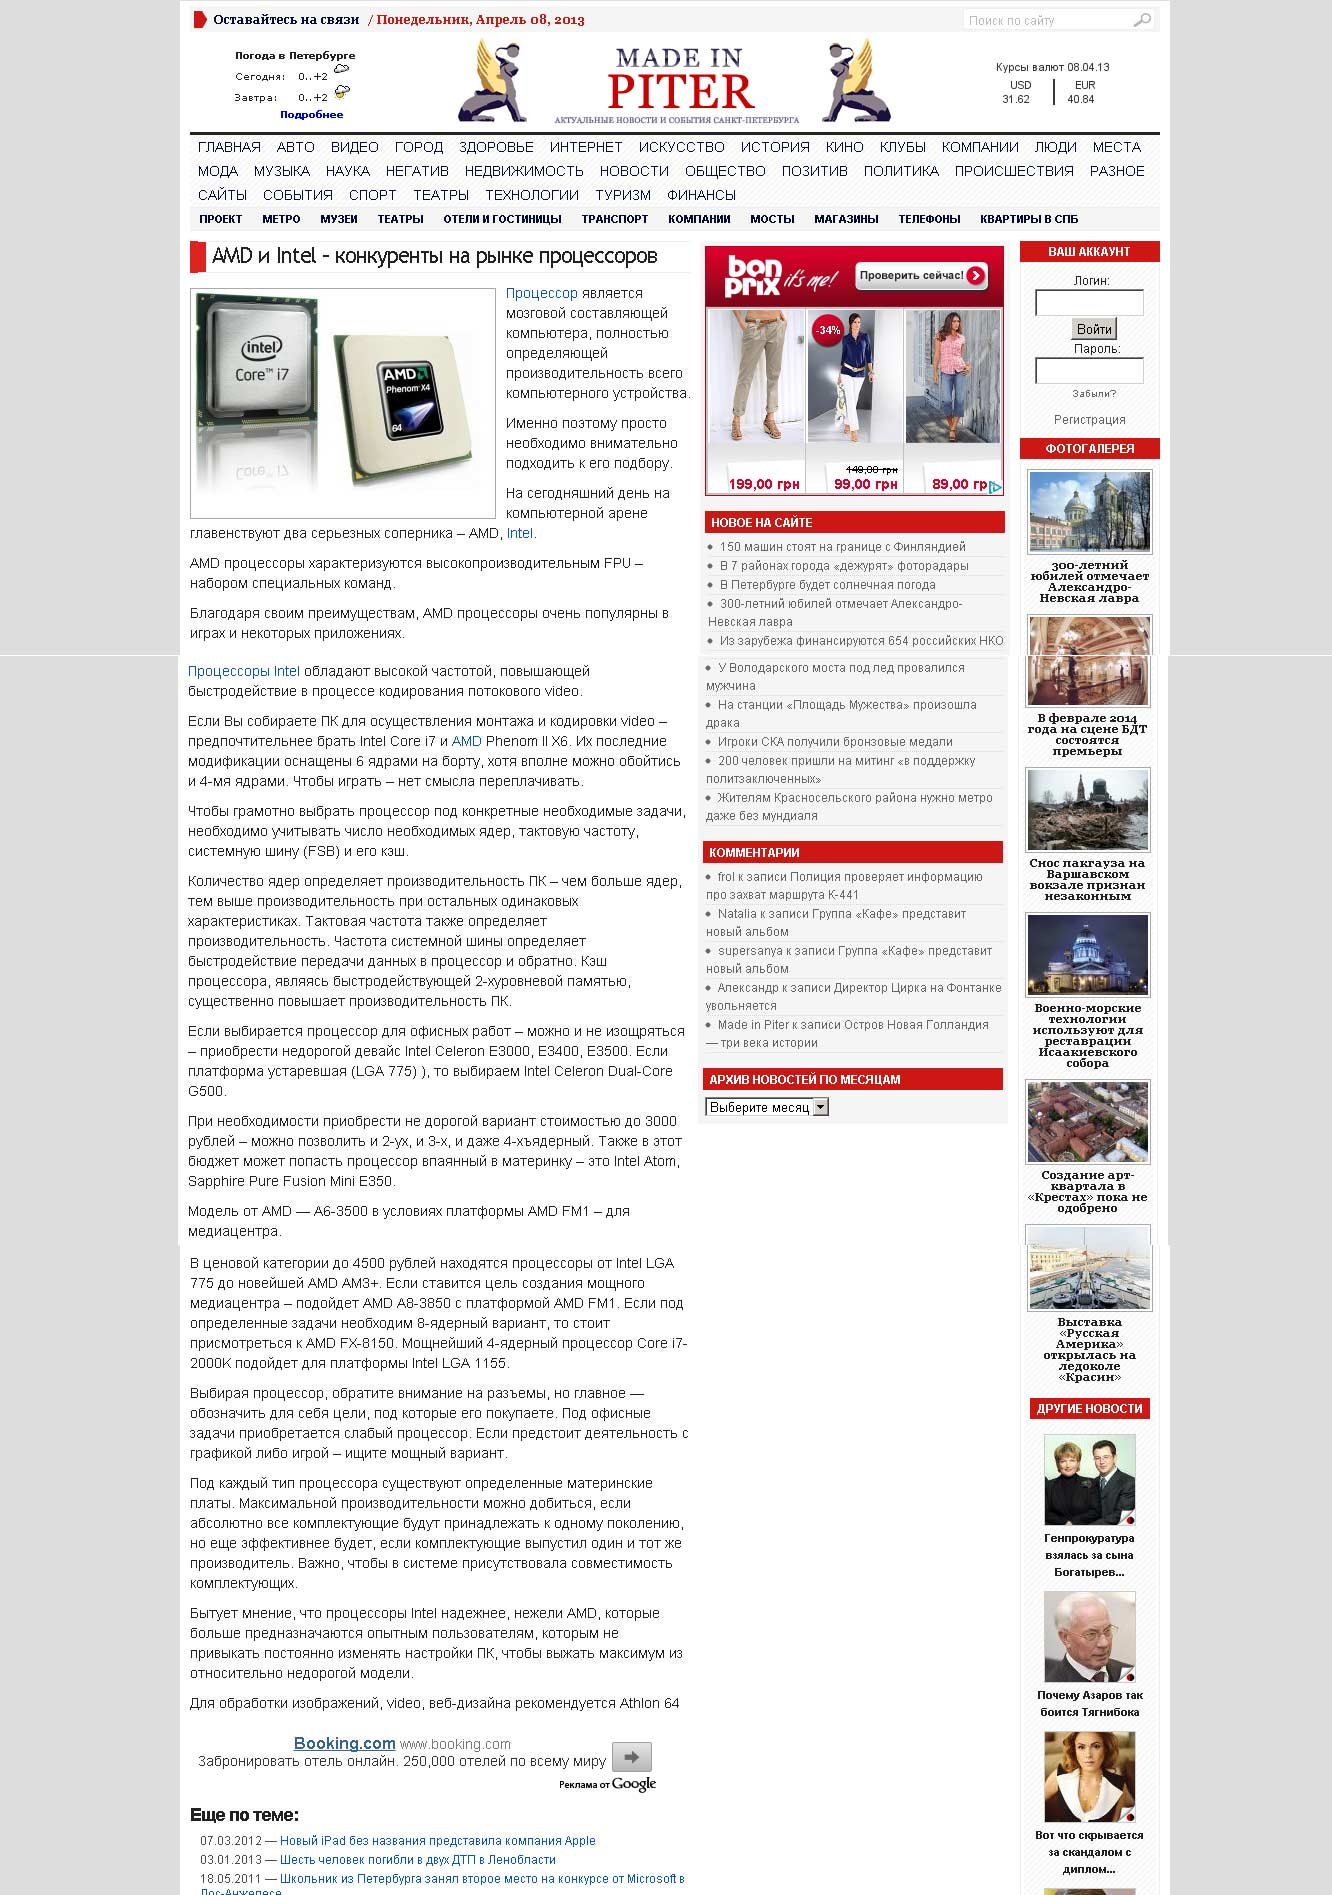 Оставайтесь на связи / Понедельник, Апрель 08, 2013
Поиск по сайту
Погода в Петербурге
Сегодня: 0..+2
Завтра: 0..+2
Подробнее
MADE IN
PITER
АКТУАЛЬНЫЕ НОВОСТИ И СОБЫТИЯ САНКТ-ПЕТЕРБУРГА
Курсы валют 08.04.13
USD EUR
31.62 40.84
ГЛАВНАЯ АВТО ВИДЕО ГОРОД ЗДОРОВЬЕ ИНТЕРНЕТ ИСКУССТВО ИСТОРИЯ КИНО КЛУБЫ КОМПАНИИ ЛЮДИ МЕСТА
МОДА МУЗЫКА НАУКА НЕГАТИВ НЕДВИЖИМОСТЬ НОВОСТИ ОБЩЕСТВО ПОЗИТИВ ПОЛИТИКА ПРОИСШЕСТВИЯ РАЗНОЕ
САЙТЫ СОБЫТИЯ СПОРТ ТЕАТРЫ ТЕХНОЛОГИИ ТУРИЗМ ФИНАНСЫ
ПРОЕКТ МЕТРО МУЗЕИ ТЕАТРЫ ОТЕЛИ И ГОСТИНИЦЫ ТРАНСПОРТ КОМПАНИИ МОСТЫ МАГАЗИНЫ ТЕЛЕФОНЫ КВАРТИРЫ В СПБ
AMD и Intel - конкуренты на рынке процессоров
intel
Core™ i7
AMD
Phenom X4
64
Процессор является
мозговой составляющей
компьютера, полностью
определяющей
производительность всего
компьютерного устройства.
Именно поэтому просто
необходимо внимательно
подходить к его подбору.
На сегодняшний день на
компьютерной арене
главенствуют два серьезных соперника – AMD, Intel.
AMD процессоры характеризуются высокопроизводительным FPU –
набором специальных команд.
Благодаря своим преимуществам, AMD процессоры очень популярны в
играх и некоторых приложениях.
Процессоры Intel обладают высокой частотой, повышающей
быстродействие в процессе кодирования потокового video.
Если Вы собираете ПК для осуществления монтажа и кодировки video –
предпочтительнее брать Intel Core i7 и AMD Phenom II X6. Их последние
модификации оснащены 6 ядрами на борту, хотя вполне можно обойтись
и 4-мя ядрами. Чтобы играть – нет смысла переплачивать.
Чтобы грамотно выбрать процессор под конкретные необходимые задачи,
необходимо учитывать число необходимых ядер, тактовую частоту,
системную шину (FSB) и его кэш.
Количество ядер определяет производительность ПК – чем больше ядер,
тем выше производительность при остальных одинаковых
характеристиках. Тактовая частота также определяет
производительность. Частота системной шины определяет
быстродействие передачи данных в процессор и обратно. Кэш
процессора, являясь быстродействующей 2-хуровневой памятью,
существенно повышает производительность ПК.
Если выбирается процессор для офисных работ – можно и не изощряться
– приобрести недорогой девайс Intel Celeron E3000, E3400, E3500. Если
платформа устаревшая (LGA 775) ), то выбираем Intel Celeron Dual-Core
G500.
При необходимости приобрести не дорогой вариант стоимостью до 3000
рублей – можно позволить и 2-ух, и 3-х, и даже 4-хъядерный. Также в этот
бюджет может попасть процессор впаянный в материнку – это Intel Atom,
Sapphire Pure Fusion Mini E350.
Модель от AMD — A6-3500 в условиях платформы AMD FM1 – для
медиацентра.
В ценовой категории до 4500 рублей находятся процессоры от Intel LGA
775 до новейшей AMD AM3+. Если ставится цель создания мощного
медиацентра – подойдет AMD A8-3850 с платформой AMD FM1. Если под
определенные задачи необходим 8-ядерный вариант, то стоит
присмотреться к AMD FX-8150. Мощнейший 4-ядерный процессор Core i7-
2000K подойдет для платформы Intel LGA 1155.
Выбирая процессор, обратите внимание на разъемы, но главное —
обозначить для себя цели, под которые его покупаете. Под офисные
задачи приобретается слабый процессор. Если предстоит деятельность с
графикой либо игрой – ищите мощный вариант.
Под каждый тип процессора существуют определенные материнские
платы. Максимальной производительности можно добиться, если
абсолютно все комплектующие будут принадлежать к одному поколению,
но еще эффективнее будет, если комплектующие выпустил один и тот же
производитель. Важно, чтобы в системе присутствовала совместимость
комплектующих.
Бытует мнение, что процессоры Intel надежнее, нежели AMD, которые
больше предназначаются опытным пользователям, которым не
привыкать постоянно изменять настройки ПК, чтобы выжать максимум из
относительно недорогой модели.
Для обработки изображений, video, веб-дизайна рекомендуется Athlon 64
Booking.com www.booking.com
Забронировать отель онлайн. 250,000 отелей по всему миру
Реклама от Google
Еще по теме:
07.03.2012 — Новый iPad без названия представила компания Apple
03.01.2013 — Шесть человек погибли в двух ДТП в Ленобласти
18.05.2011 — Школьник из Петербурга занял второе место на конкурсе от Microsoft в
Лос-Анжелесе
bon prix it's me!
Проверить сейчас!
-34%
149,00 грн
199,00 грн 99,00 грн 89,00 гр
НОВОЕ НА САЙТЕ
150 машин стоят на границе с Финляндией
В 7 районах города «дежурят» фоторадары
В Петербурге будет солнечная погода
300-летний юбилей отмечает Александро-
Невская лавра
Из зарубежа финансируются 654 российских НКО
У Володарского моста под лед провалился
мужчина
На станции «Площадь Мужества» произошла
драка
Игроки СКА получили бронзовые медали
200 человек пришли на митинг «в поддержку
политзаключенных»
Жителям Красносельского района нужно метро
даже без мундиаля
КОММЕНТАРИИ
frol к записи Полиция проверяет информацию
про захват маршрута К-441
Natalia к записи Группа «Кафе» представит
новый альбом
supersanya к записи Группа «Кафе» представит
новый альбом
Александр к записи Директор Цирка на Фонтанке
увольняется
Made in Piter к записи Остров Новая Голландия
— три века истории
АРХИВ НОВОСТЕЙ ПО МЕСЯЦАМ
Выберите месяц
ВАШ АККАУНТ
Логин:
Войти
Пароль:
Забыли?
Регистрация
ФОТОГАЛЕРЕЯ
300-летний
юбилей отмечает
Александро-
Невская лавра
В феврале 2014
года на сцене БДТ
состоятся
премьеры
Снос пакгауза на
Варшавском
вокзале признан
незаконным
Военно-морские
технологии
используют для
реставрации
Исаакиевского
собора
Создание арт-
квартала в
«Крестах» пока не
одобрено
Выставка
«Русская
Америка»
открылась на
ледоколе
«Красин»
ДРУГИЕ НОВОСТИ
Генпрокуратура
взялась за сына
Богатырев...
Почему Азаров так
боится Тягнибока
Вот что скрывается
за скандалом с
диплом...